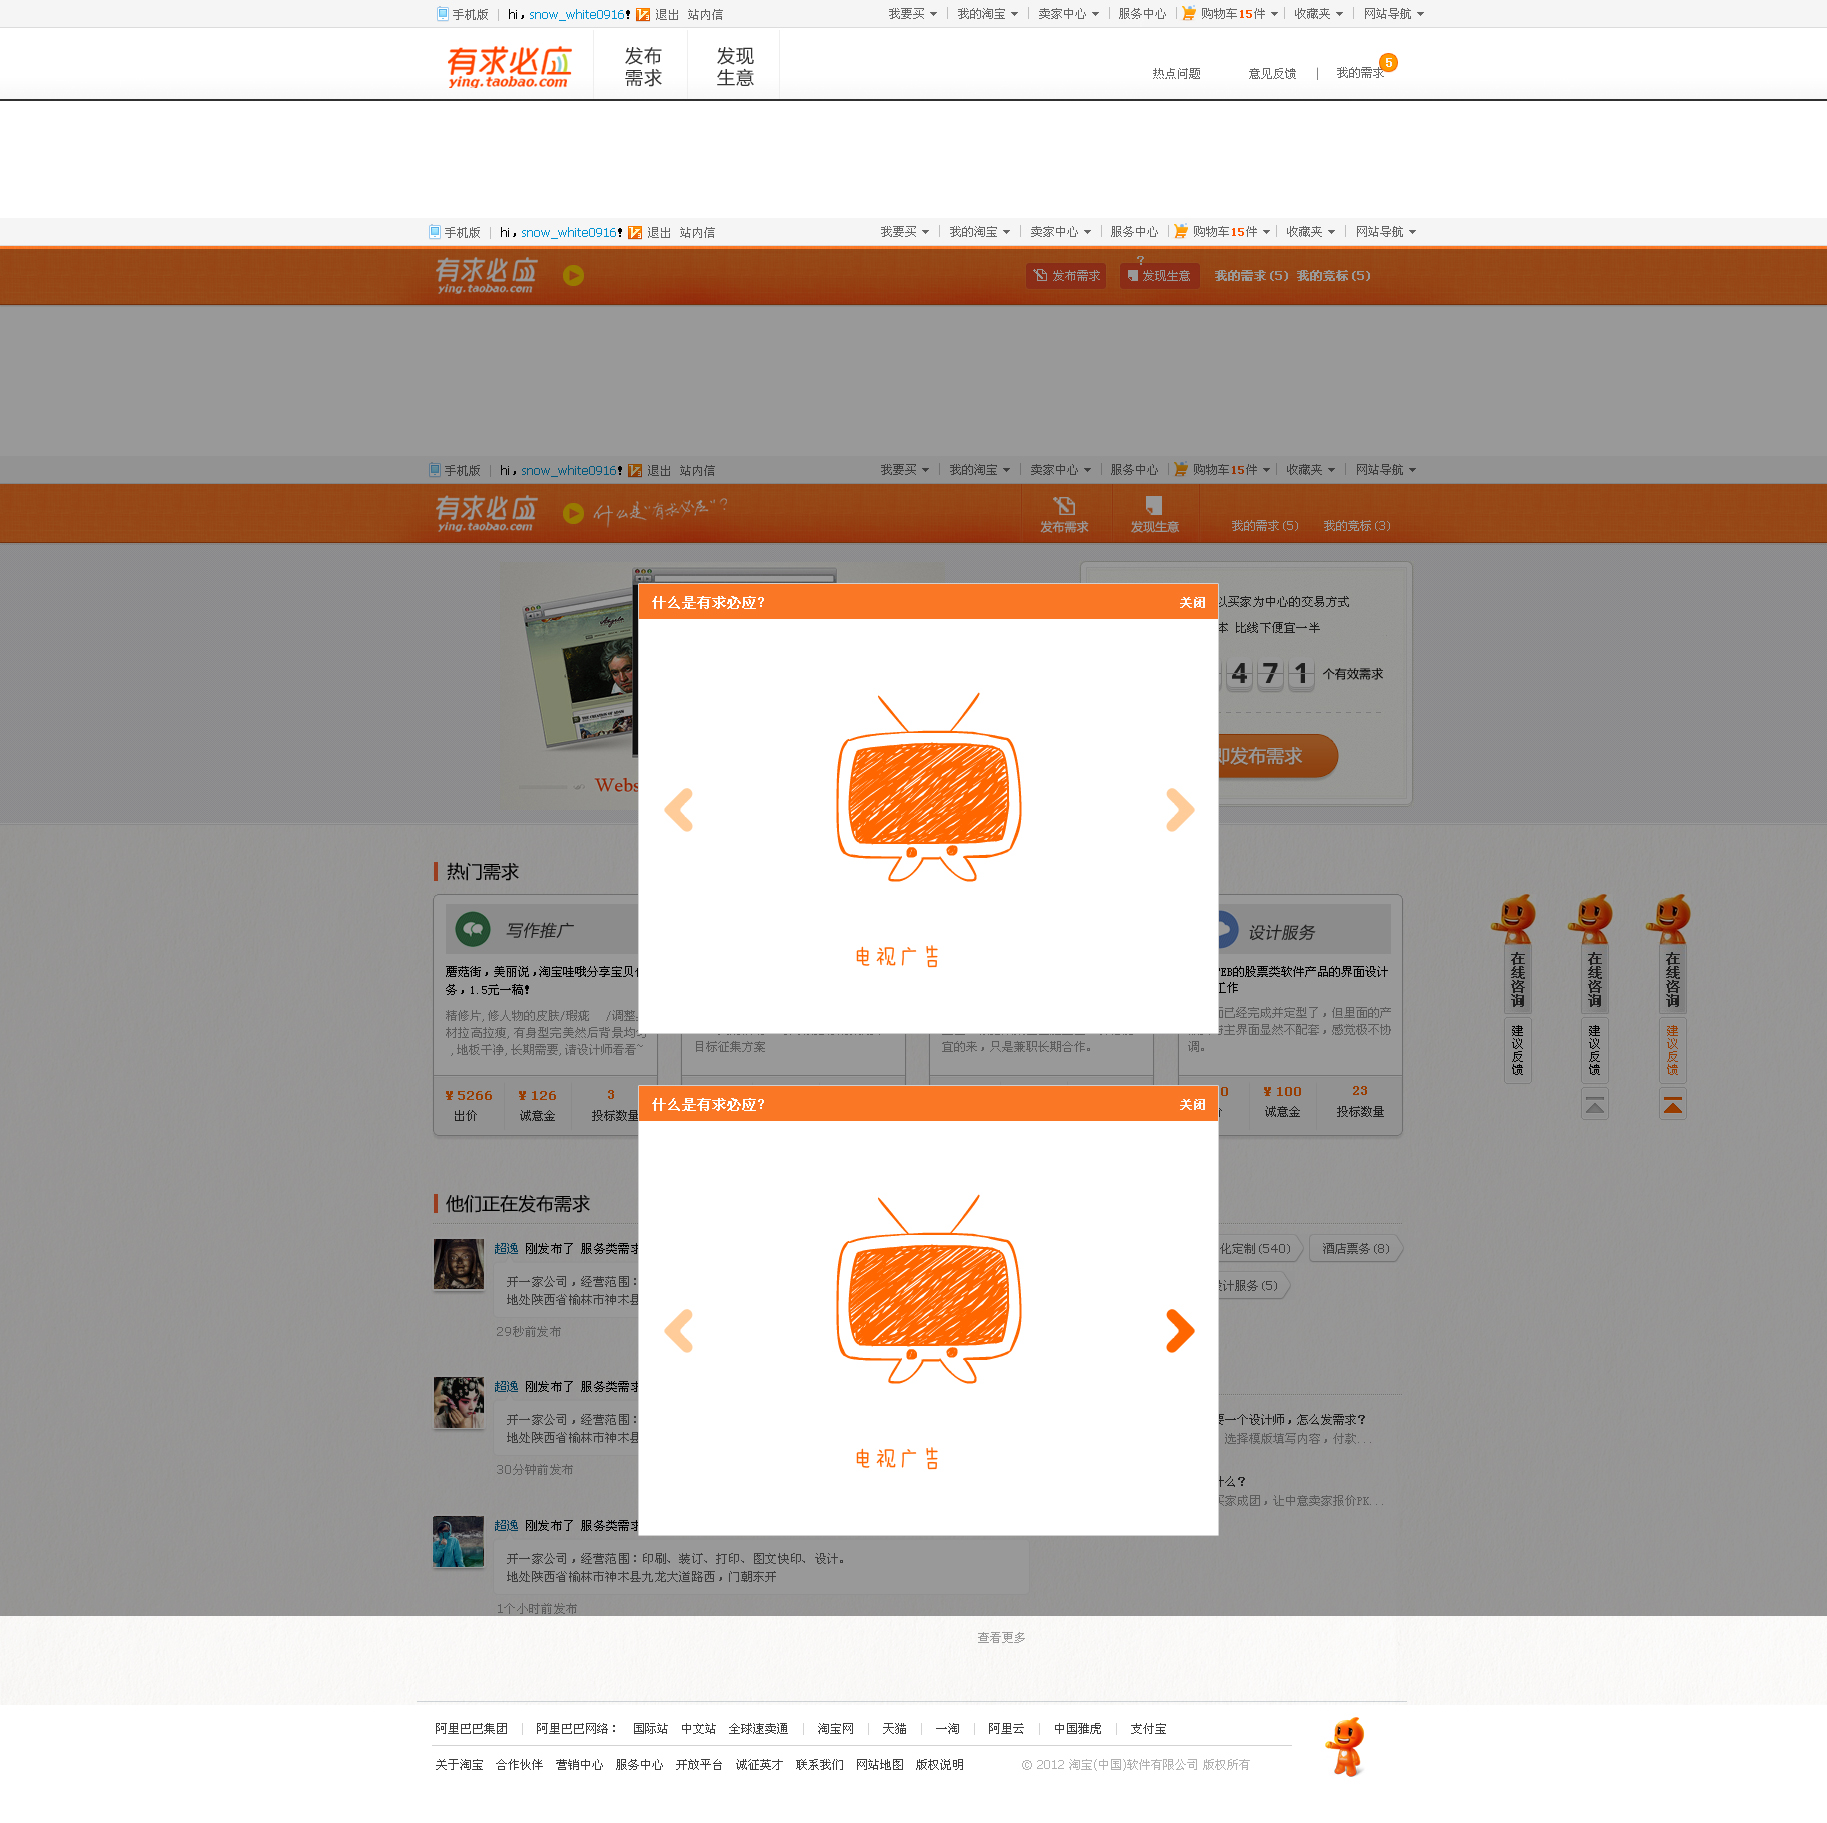 手机版 | hi，snow_white0916！ 退出 站内信 我要买 | 我的淘宝 | 卖家中心 | 服务中心 | 购物车15件 | 收藏夹 | 网站导航
有求必应
ying.taobao.com
发布
需求
发现
生意
热点问题 意见反馈 | 我的需求 5
手机版 | hi，snow_white0916！ 退出 站内信 我要买 | 我的淘宝 | 卖家中心 | 服务中心 | 购物车15件 | 收藏夹 | 网站导航
有求必应
ying.taobao.com
?
发布需求 发现生意 我的需求(5) 我的竞标(5)
手机版 | hi，snow_white0916！ 退出 站内信 我要买 | 我的淘宝 | 卖家中心 | 服务中心 | 购物车15件 | 收藏夹 | 网站导航
有求必应
ying.taobao.com
什么是"有求必应"?
发布需求 发现生意 我的需求(5) 我的竞标(3)
什么是有求必应? 关闭
电视广告
Webs
以买家为中心的交易方式
本 比线下便宜一半
471 个有效需求
即发布需求
热门需求
写作推广
蘑菇街，美丽说，淘宝哇哦分享宝贝
务，1.5元一稿！
精修片,修人物的皮肤/瑕疵 /调整
材拉高拉瘦,有身型完美然后背景均匀
,地板干净,长期需要,请设计师看看~
¥ 5266 ¥ 126 3
出价 诚意金 投标数量
目标征集方案
宜的来，只是兼职长期合作。
设计服务
EB的股票类软件产品的界面设计
工作
面已经完成并定型了，但里面的产
主界面显然不配套，感觉极不协
调。
0 ¥ 100 23
价 诚意金 投标数量
在线咨询
建议反馈
在线咨询
建议反馈
在线咨询
建议反馈
什么是有求必应? 关闭
电视广告
他们正在发布需求
超逸 刚发布了 服务类需求
开一家公司，经营范围：
地处陕西省榆林市神木县
29秒前发布
超逸 刚发布了 服务类需求
开一家公司，经营范围：
地处陕西省榆林市神木县
30分钟前发布
超逸 刚发布了 服务类需求
开一家公司，经营范围：印刷、装订、打印、图文快印、设计。
地处陕西省榆林市神木县九龙大道路西，门朝东开
1个小时前发布
化定制(540) 酒店票务(8)
设计服务(5)
要一个设计师，怎么发需求?
选择模版填写内容，付款...
什么?
买家成团，让中意卖家报价PK...
查看更多
阿里巴巴集团 | 阿里巴巴网络： 国际站 中文站 全球速卖通 | 淘宝网 | 天猫 | 一淘 | 阿里云 | 中国雅虎 | 支付宝
关于淘宝 合作伙伴 营销中心 服务中心 开放平台 诚征英才 联系我们 网站地图 版权说明 © 2012 淘宝(中国)软件有限公司 版权所有